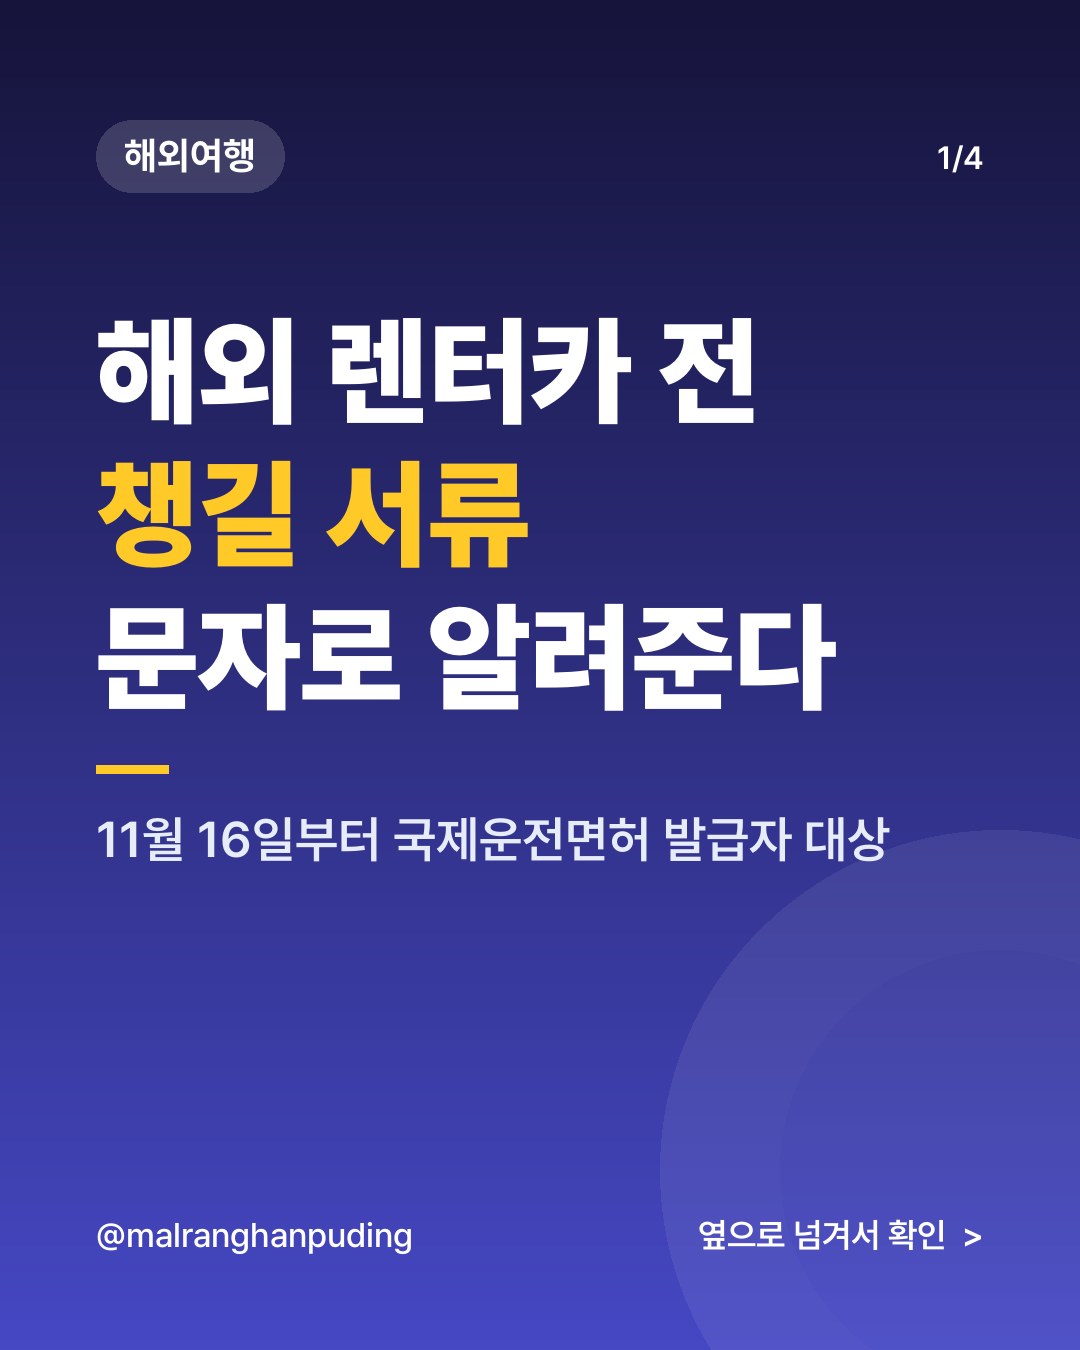 해외여행
1/4
해외 렌터카 전
챙길 서류
문자로 알려준다
11월 16일부터 국제운전면허 발급자 대상
@malranghanpuding
옆으로 넘겨서 확인 >